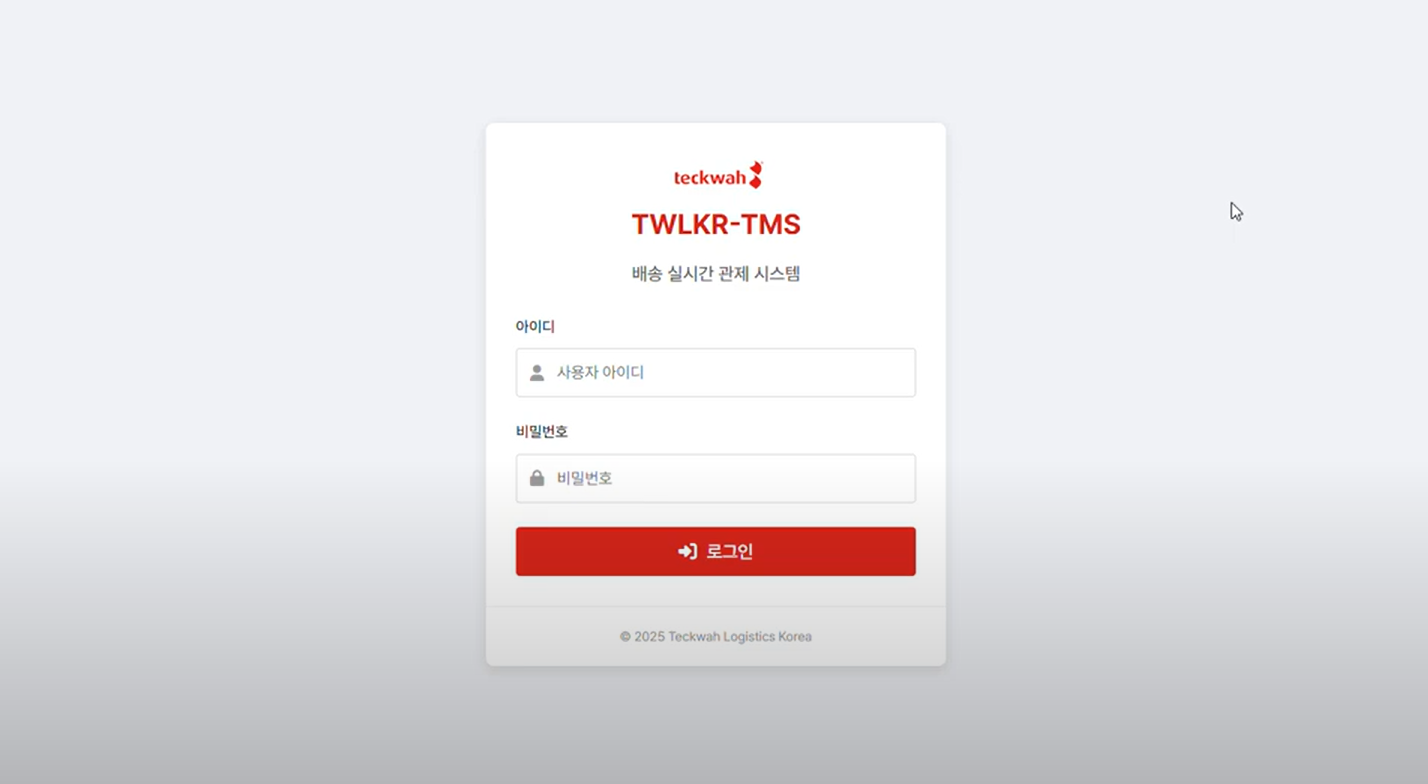 teckwah
TWLKR-TMS
배송 실시간 관제 시스템
아이디
사용자 아이디
비밀번호
비밀번호
로그인
© 2025 Teckwah Logistics Korea